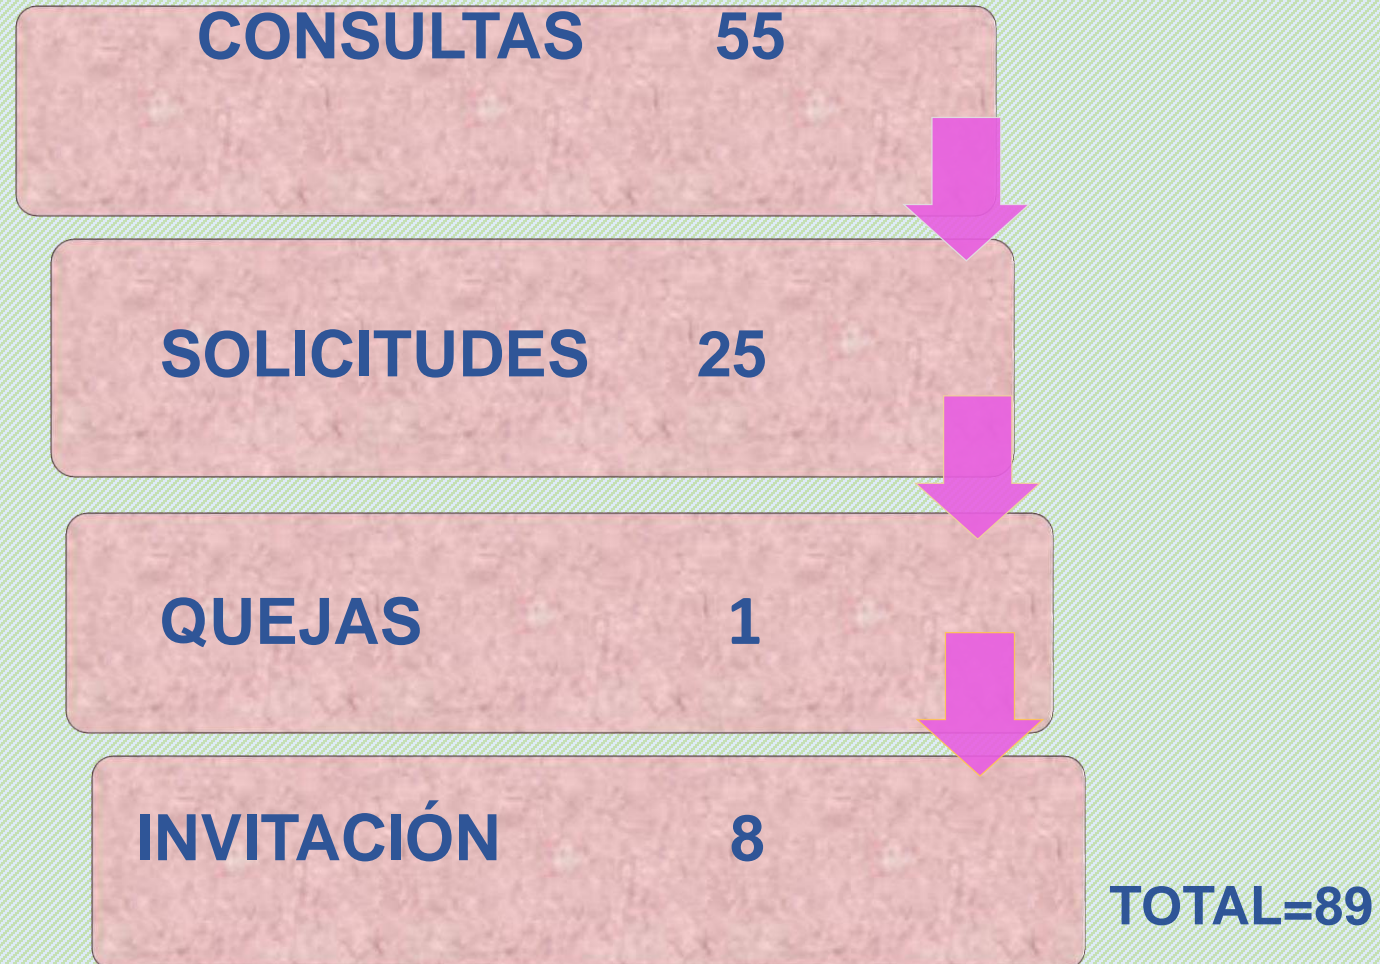 CONSULTAS 55
SOLICITUDES 25
QUEJAS 1
INVITACIÓN 8
TOTAL=89